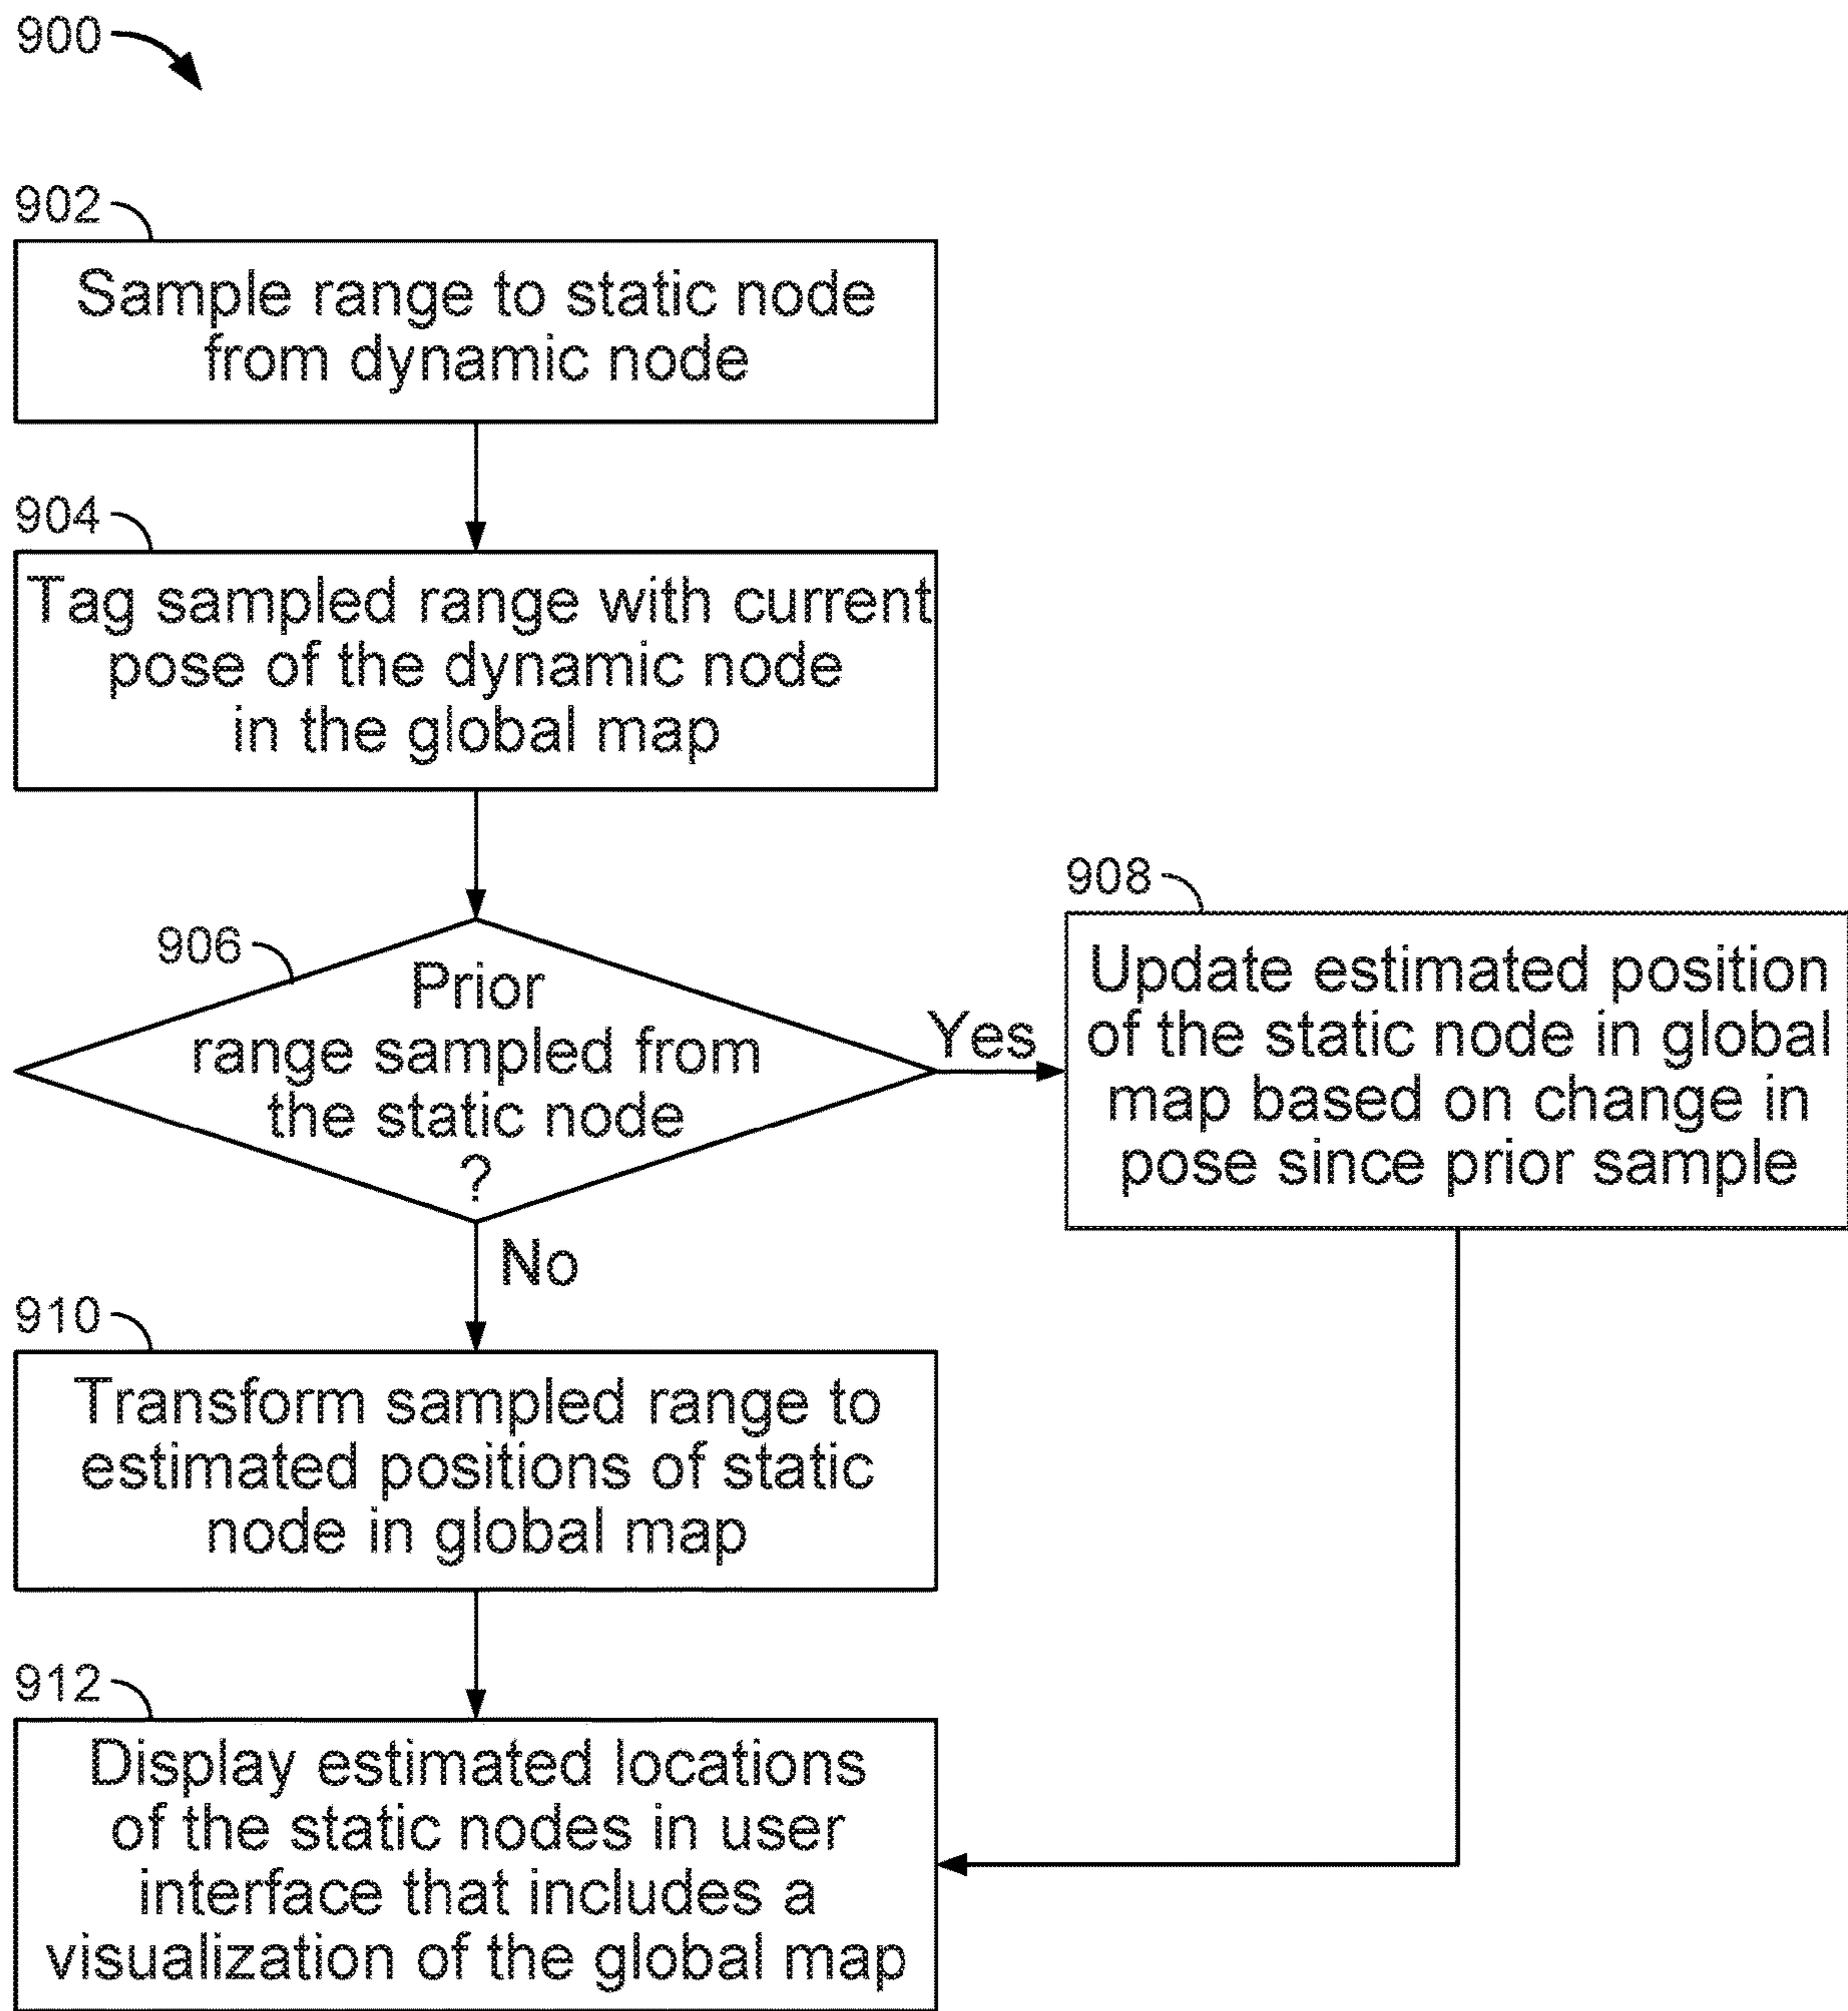 900
902
Sample range to static node
from dynamic node
904
Tag sampled range with current
pose of the dynamic node
in the global map
906
Prior
range sampled from
the static node
?
Yes
908
Update estimated position
of the static node in global
map based on change in
pose since prior sample
No
910
Transform sampled range to
estimated positions of static
node in global map
912
Display estimated locations
of the static nodes in user
interface that includes a
visualization of the global map